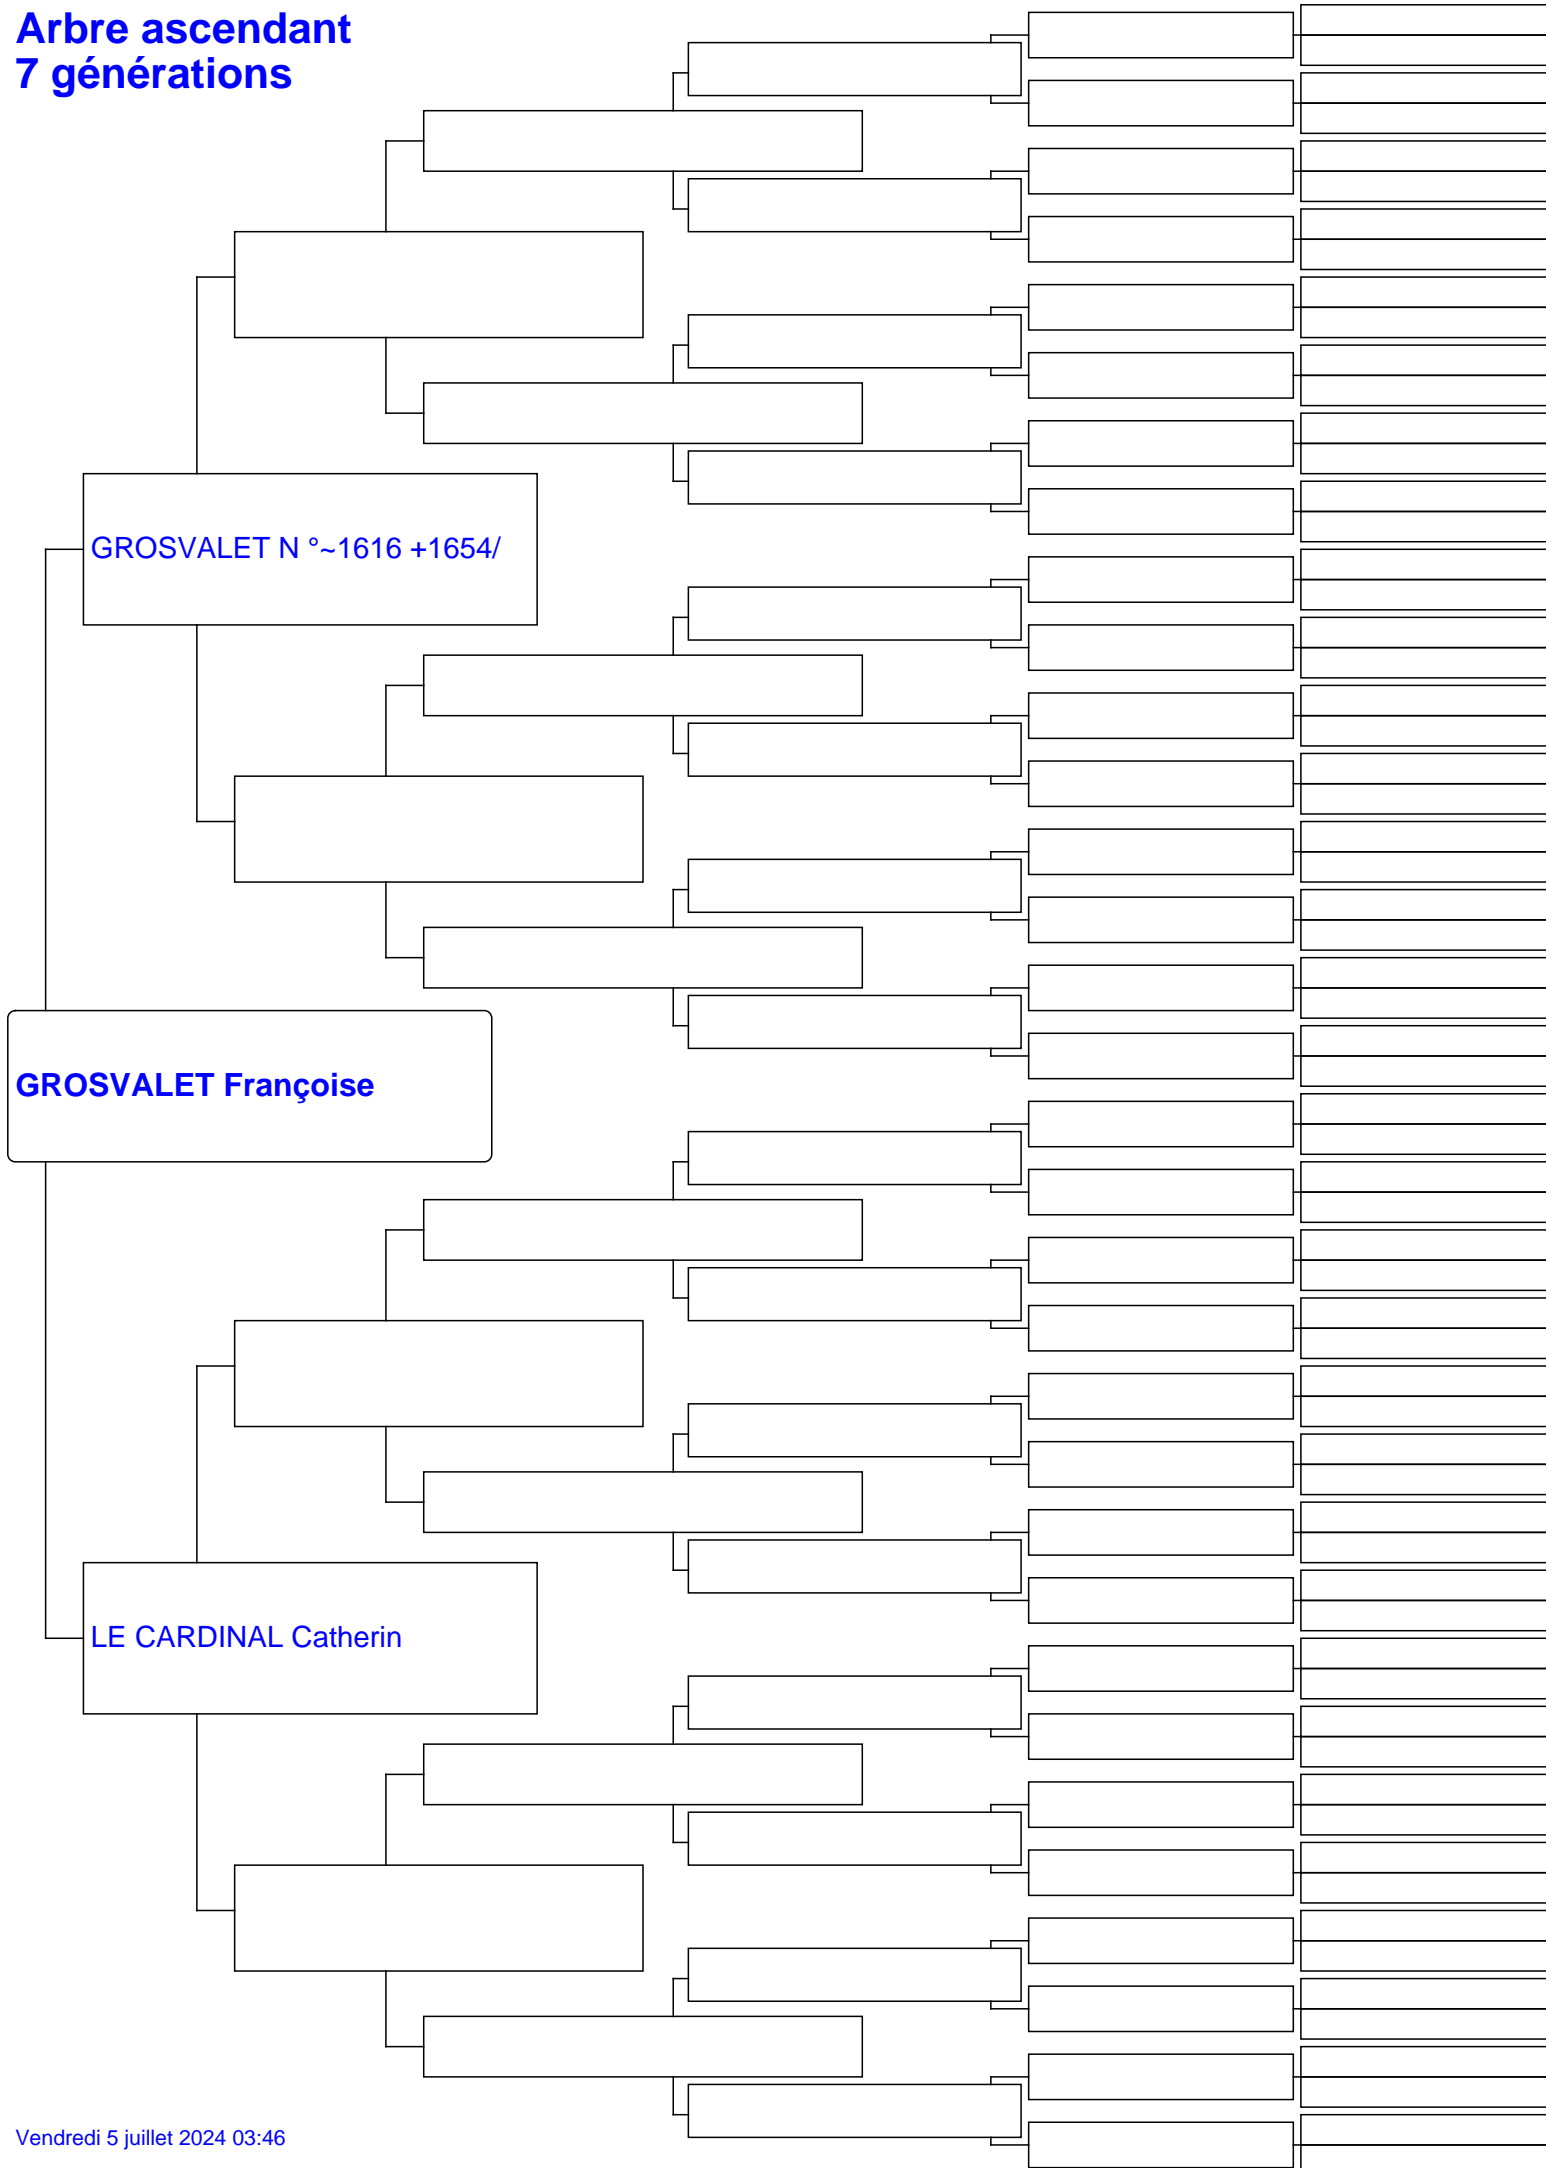 Arbre ascendant
7 générations
GROSVALET N °~1616 +1654/
GROSVALET Françoise
LE CARDINAL Catherin
Vendredi 5 juillet 2024 03:46